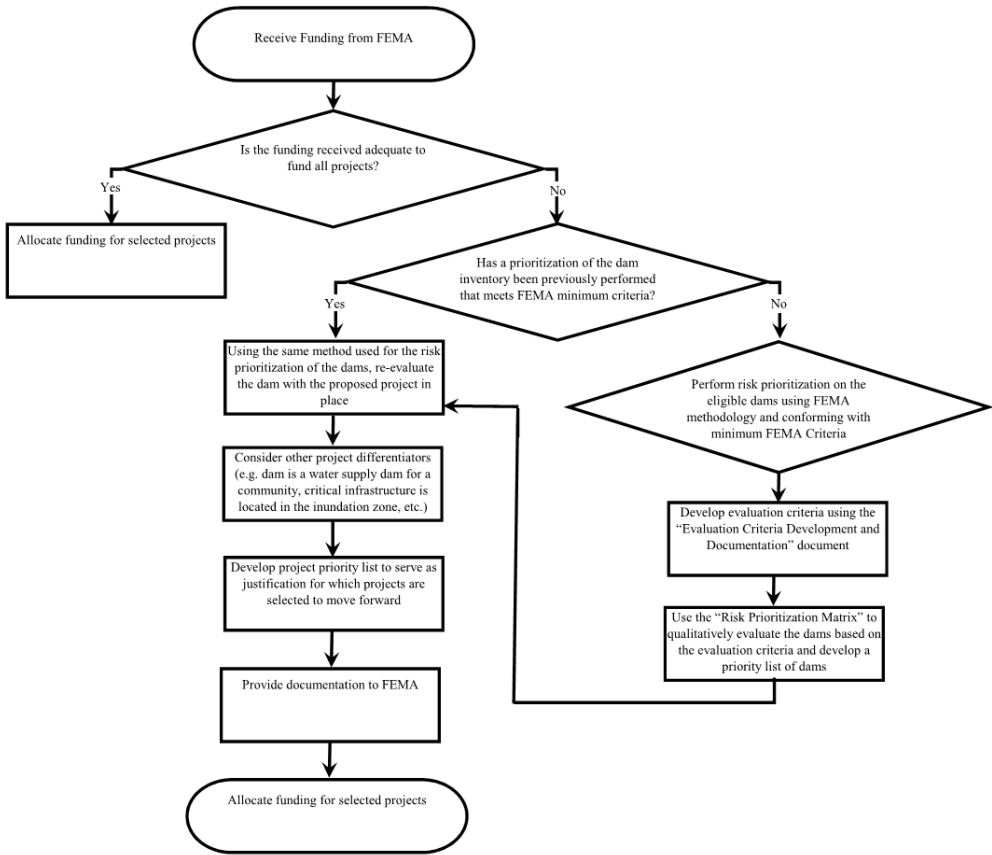 Receive Funding from FEMA
Is the funding received adequate to
fund all projects?
Yes
No
Allocate funding for selected projects
Has a prioritization of the dam
inventory been previously performed
that meets FEMA minimum criteria?
Yes
No
Using the same method used for the risk
prioritization of the dams, re-evaluate
the dam with the proposed project in
place
Perform risk prioritization on the
eligible dams using FEMA
methodology and conforming with
minimum FEMA Criteria
Consider other project differentiators
(e.g. dam is a water supply dam for a
community, critical infrastructure is
located in the inundation zone, etc.)
Develop evaluation criteria using the
“Evaluation Criteria Development and
Documentation” document
Develop project priority list to serve as
justification for which projects are
selected to move forward
Use the “Risk Prioritization Matrix” to
qualitatively evaluate the dams based on
the evaluation criteria and develop a
priority list of dams
Provide documentation to FEMA
Allocate funding for selected projects